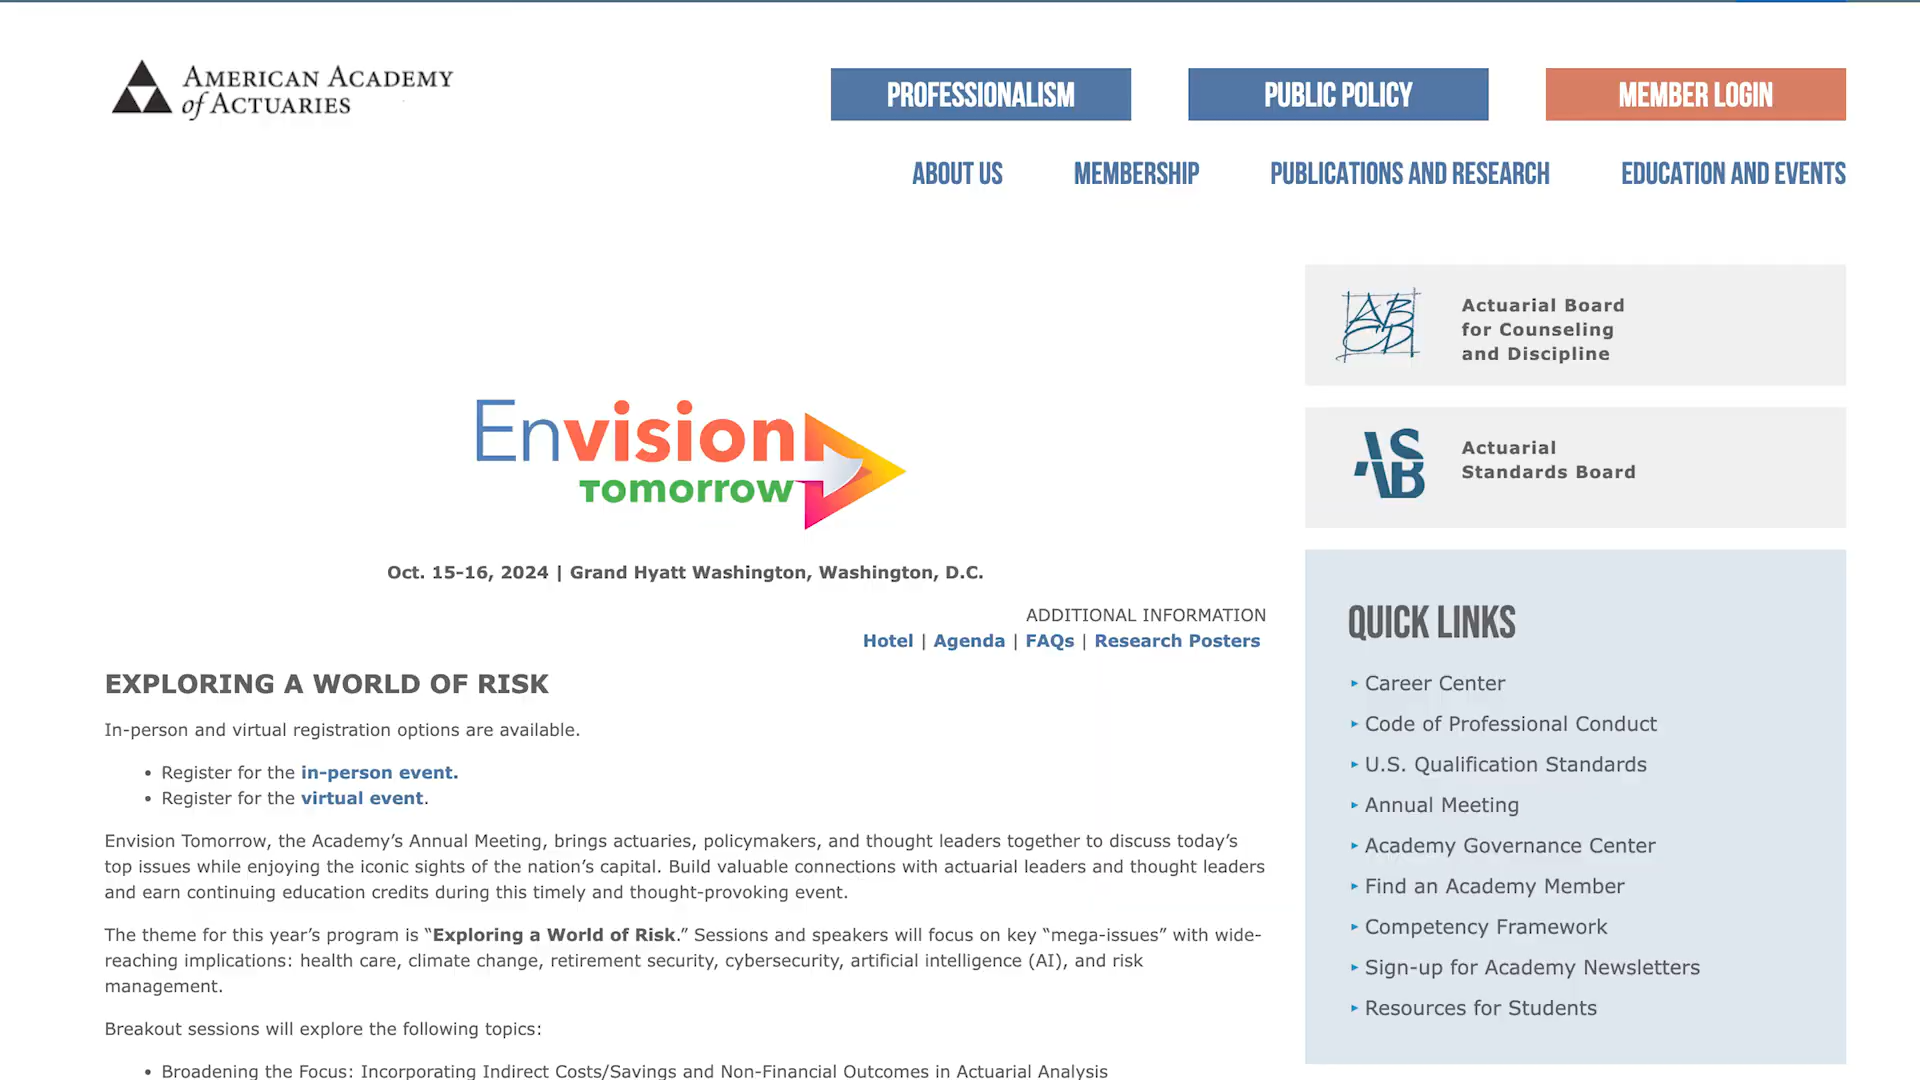 AMERICAN ACADEMY
of ACTUARIES
PROFESSIONALISM
PUBLIC POLICY
MEMBER LOGIN
ABOUT US
MEMBERSHIP
PUBLICATIONS AND RESEARCH
EDUCATION AND EVENTS
Envision
Tomorrow
Oct. 15-16, 2024 | Grand Hyatt Washington, Washington, D.C.
ADDITIONAL INFORMATION
Hotel | Agenda | FAQs | Research Posters
EXPLORING A WORLD OF RISK
In-person and virtual registration options are available.
• Register for the in-person event.
• Register for the virtual event.
Envision Tomorrow, the Academy’s Annual Meeting, brings actuaries, policymakers, and thought leaders together to discuss today’s
top issues while enjoying the iconic sights of the nation’s capital. Build valuable connections with actuarial leaders and thought leaders
and earn continuing education credits during this timely and thought-provoking event.
The theme for this year’s program is “Exploring a World of Risk.” Sessions and speakers will focus on key “mega-issues” with wide-
reaching implications: health care, climate change, retirement security, cybersecurity, artificial intelligence (AI), and risk
management.
Breakout sessions will explore the following topics:
• Broadening the Focus: Incorporating Indirect Costs/Savings and Non-Financial Outcomes in Actuarial Analysis
ABCD
Actuarial Board
for Counseling
and Discipline
ASB
Actuarial
Standards Board
QUICK LINKS
Career Center
Code of Professional Conduct
U.S. Qualification Standards
Annual Meeting
Academy Governance Center
Find an Academy Member
Competency Framework
Sign-up for Academy Newsletters
Resources for Students